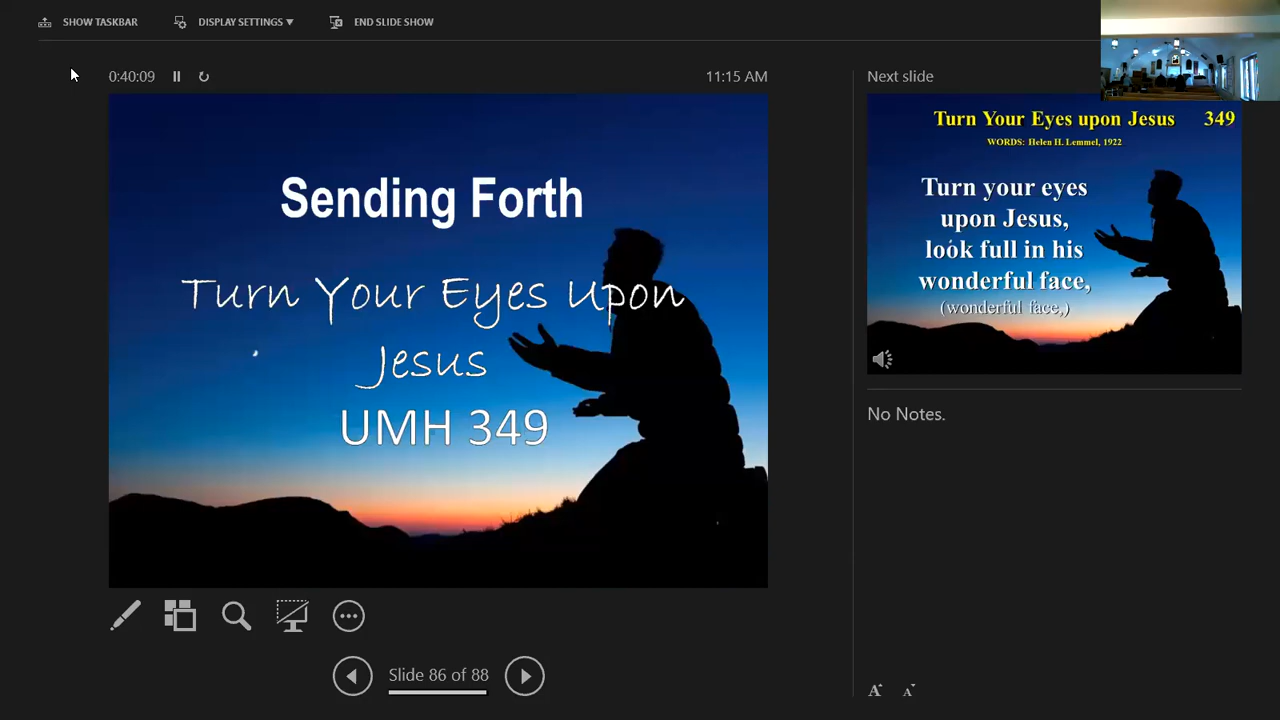 SHOW TASKBAR
DISPLAY SETTINGS ▼
END SLIDE SHOW
0:40:09
11:15 AM
Sending Forth
Turn Your Eyes Upon
Jesus
UMH 349
Slide 86 of 88
Next slide
Turn Your Eyes upon Jesus 349
WORDS: Helen H. Lemmel, 1922
Turn your eyes
upon Jesus,
look full in his
wonderful face,
(wonderful face,)
No Notes.
A A